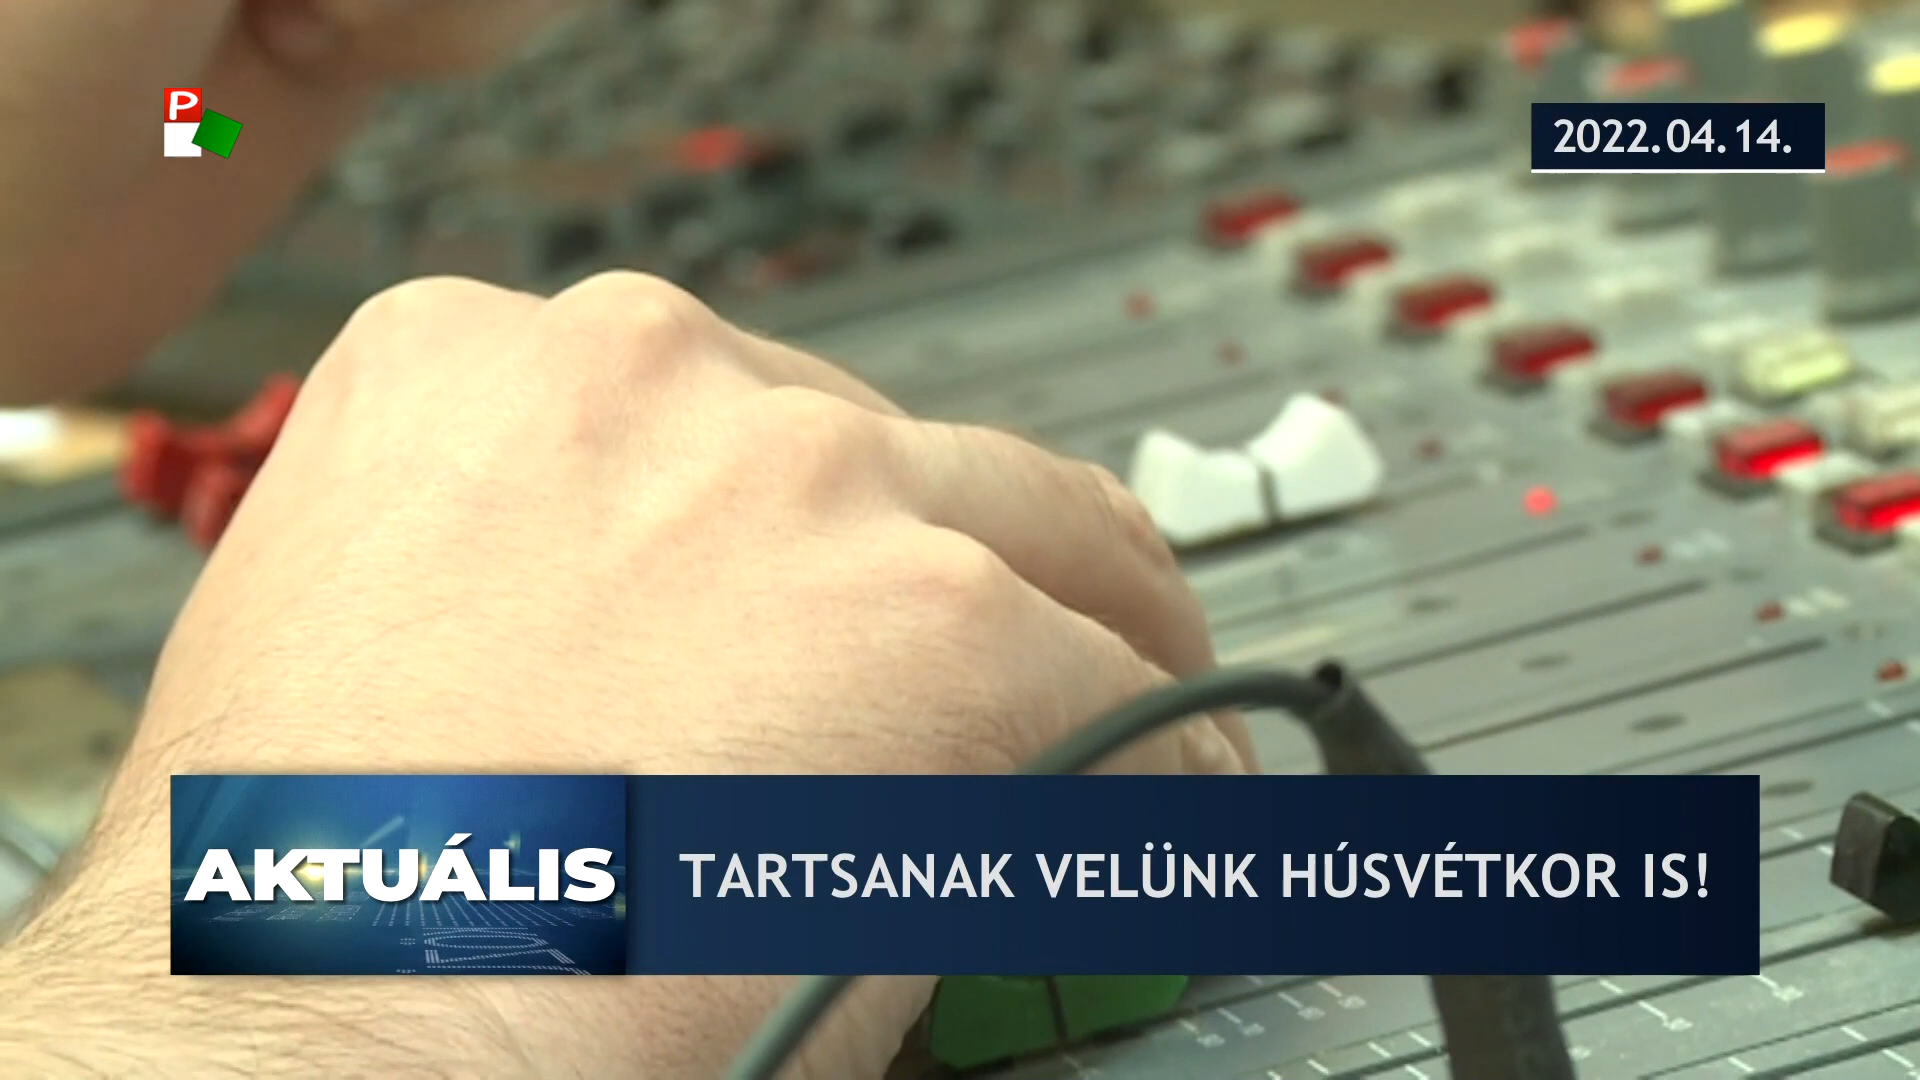 P
2022.04.14.
AKTUÁLIS
TARTSANAK VELÜNK HÚSVÉTKOR IS!